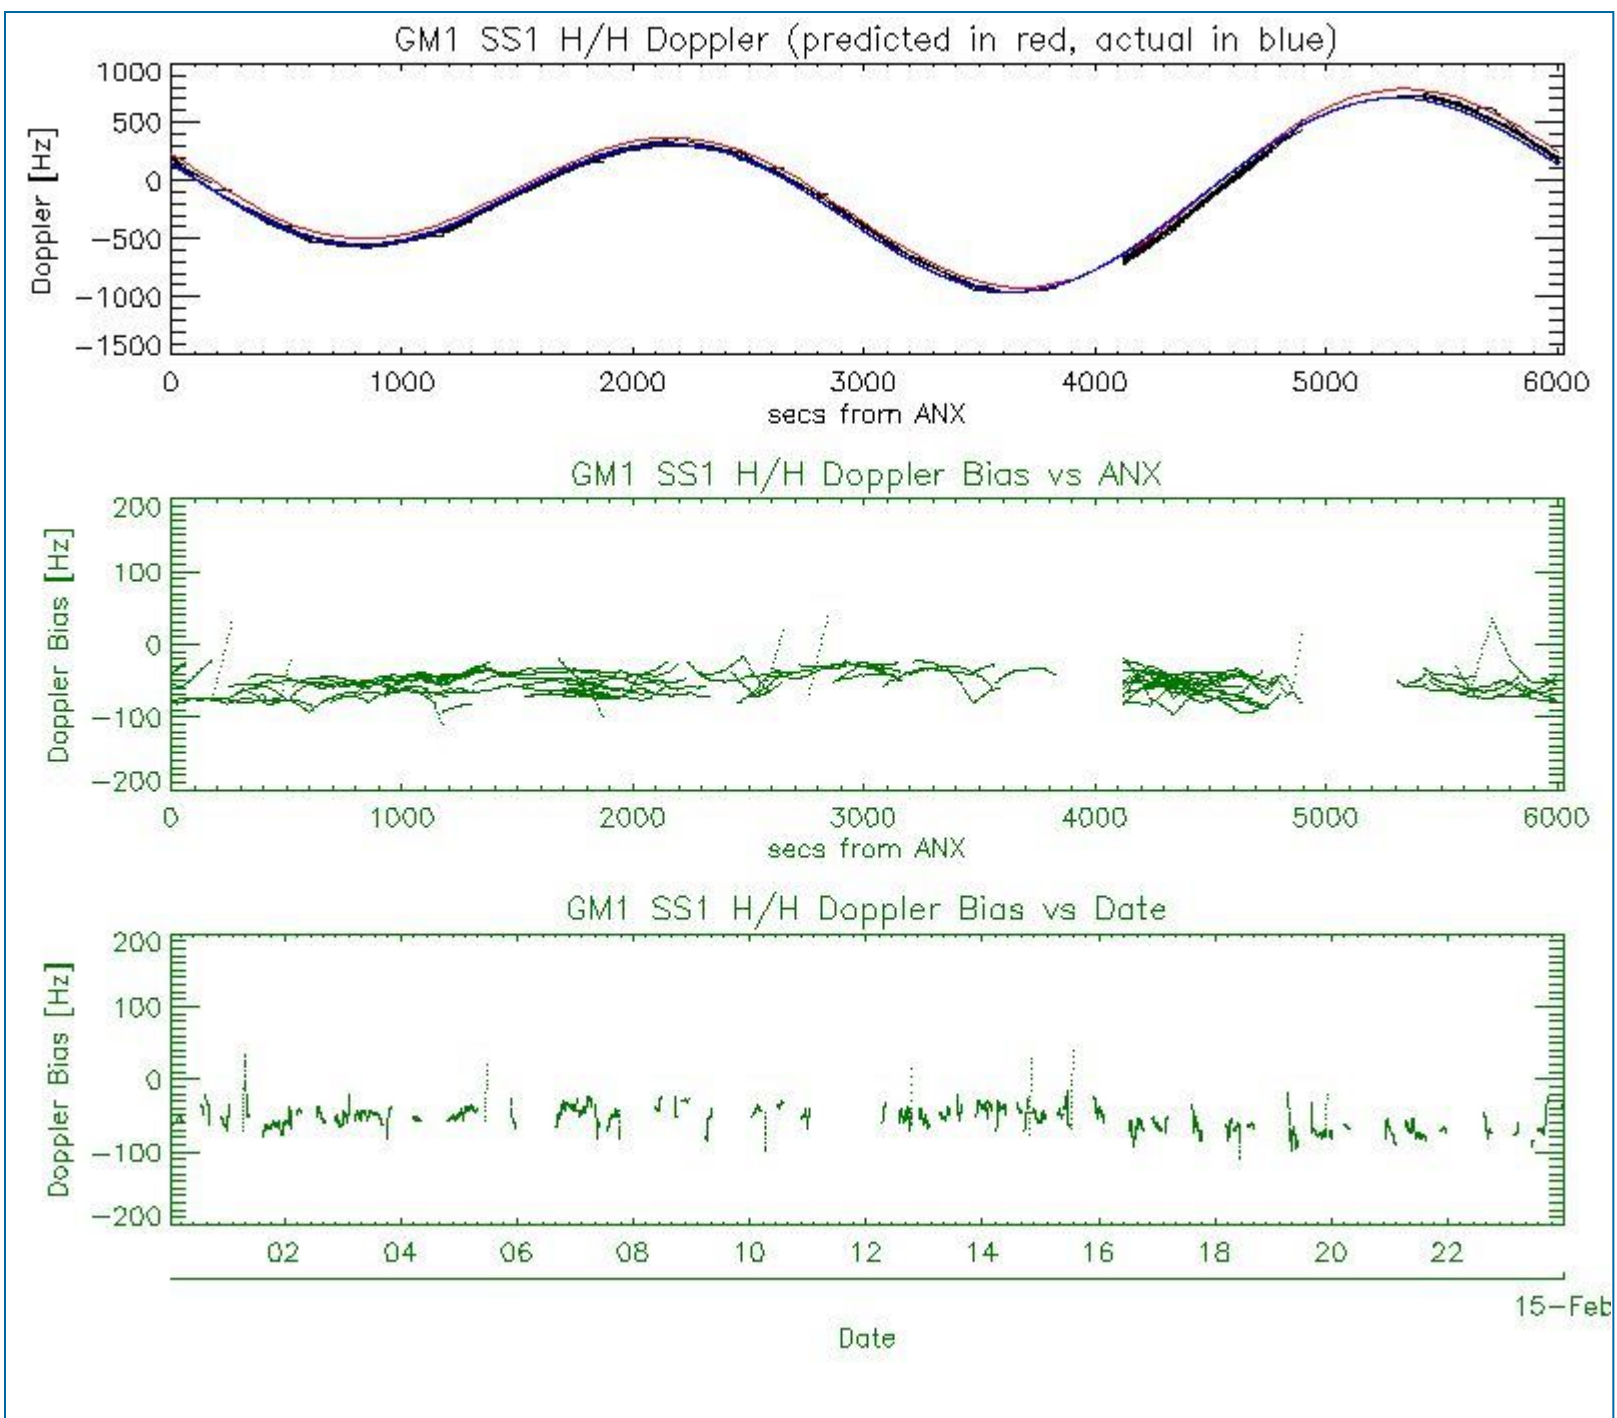 GM1 SS1 H/H Doppler (predicted in red, actual in blue)
1000
500
0
-500
-1000
-1500
Doppler [Hz]
0 1000 2000 3000 4000 5000 6000
secs from ANX
GM1 SS1 H/H Doppler Bias vs ANX
200
100
0
-100
-200
Doppler Bias [Hz]
0 1000 2000 3000 4000 5000 6000
secs from ANX
GM1 SS1 H/H Doppler Bias vs Date
200
100
0
-100
-200
Doppler Bias [Hz]
02 04 06 08 10 12 14 16 18 20 22
15-Feb
Date